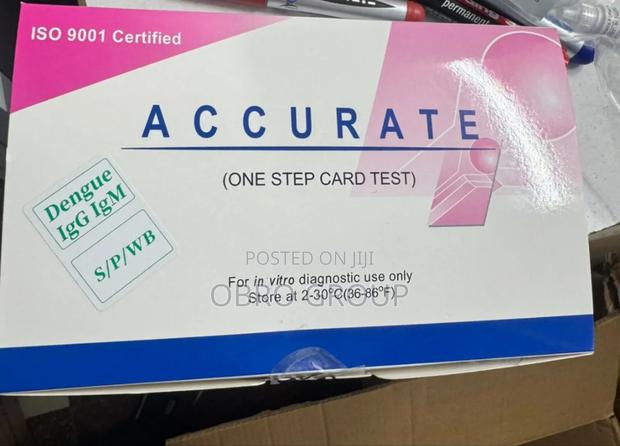 ISO 9001 Certified
permanent
ACCURATE
(ONE STEP CARD TEST)
Dengue
IgG IgM
S/P/WB
POSTED ON JIJI
For in vitro diagnostic use only
OBRO GROUP
Store at 2-30°C(36-86°F)